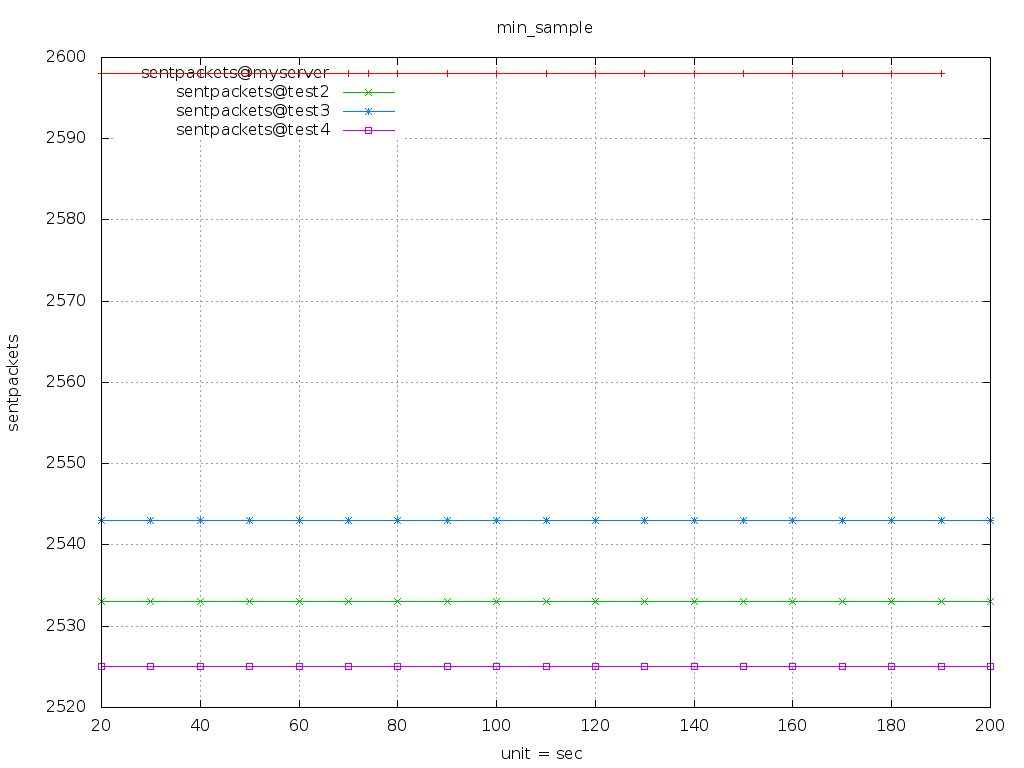 min_sample
2600
sentpackets@myserver
sentpackets@test2
sentpackets@test3
sentpackets@test4
2590
2580
2570
2560
2550
2540
2530
2520
sentpackets
20 40 60 80 100 120 140 160 180 200
unit = sec